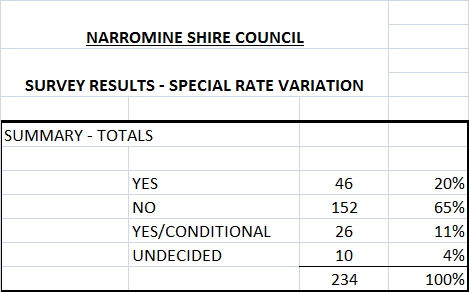 NARROMINE SHIRE COUNCIL
SURVEY RESULTS - SPECIAL RATE VARIATION
SUMMARY - TOTALS
YES 46 20%
NO 152 65%
YES/CONDITIONAL 26 11%
UNDECIDED 10 4%
234 100%